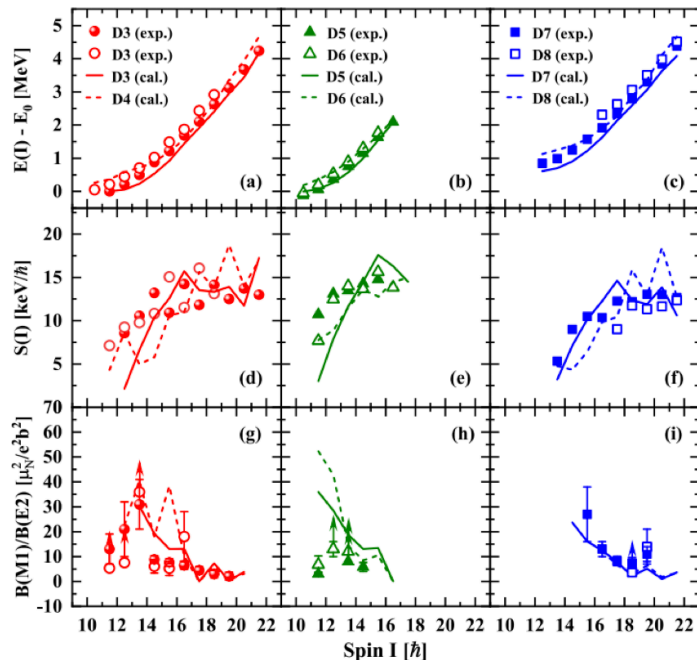 E(I) - E₀ [MeV]
5
4
3
2
1
0
D3 (exp.)
D3 (exp.)
D3 (cal.)
D4 (cal.)
(a)
D5 (exp.)
D6 (exp.)
D5 (cal.)
D6 (cal.)
(b)
D7 (exp.)
D8 (exp.)
D7 (cal.)
D8 (cal.)
(c)
S(I) [keV/ℏ]
20
15
10
5
(d)
(e)
(f)
B(M1)/B(E2) [μ²_N/e²b²]
70
60
50
40
30
20
10
0
-10
(g)
(h)
(i)
10 12 14 16 18 20 22
10 12 14 16 18 20 22
10 12 14 16 18 20 22
Spin I [ℏ]